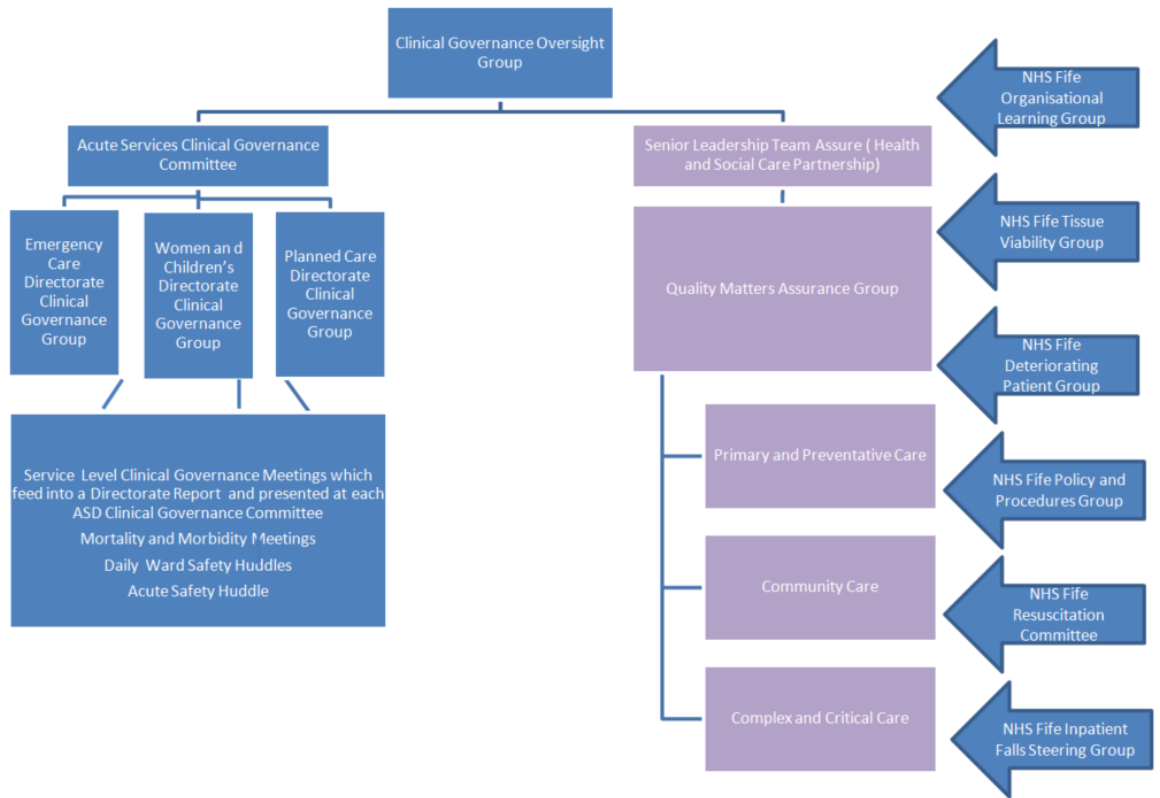 Clinical Governance Oversight
Group
Acute Services Clinical Governance
Committee
Senior Leadership Team Assure ( Health
and Social Care Partnership)
Emergency
Care
Directorate
Clinical
Governance
Group
Women and
Children's
Directorate
Clinical
Governance
Group
Planned Care
Directorate
Clinical
Governance
Group
Service Level Clinical Governance Meetings which
feed into a Directorate Report and presented at each
ASD Clinical Governance Committee
Mortality and Morbidity Meetings
Daily Ward Safety Huddles
Acute Safety Huddle
Quality Matters Assurance Group
Primary and Preventative Care
Community Care
Complex and Critical Care
NHS Fife
Organisational
Learning Group
NHS Fife Tissue
Viability Group
NHS Fife
Deteriorating
Patient Group
NHS Fife Policy and
Procedures Group
NHS Fife
Resuscitation
Committee
NHS Fife Inpatient
Falls Steering Group